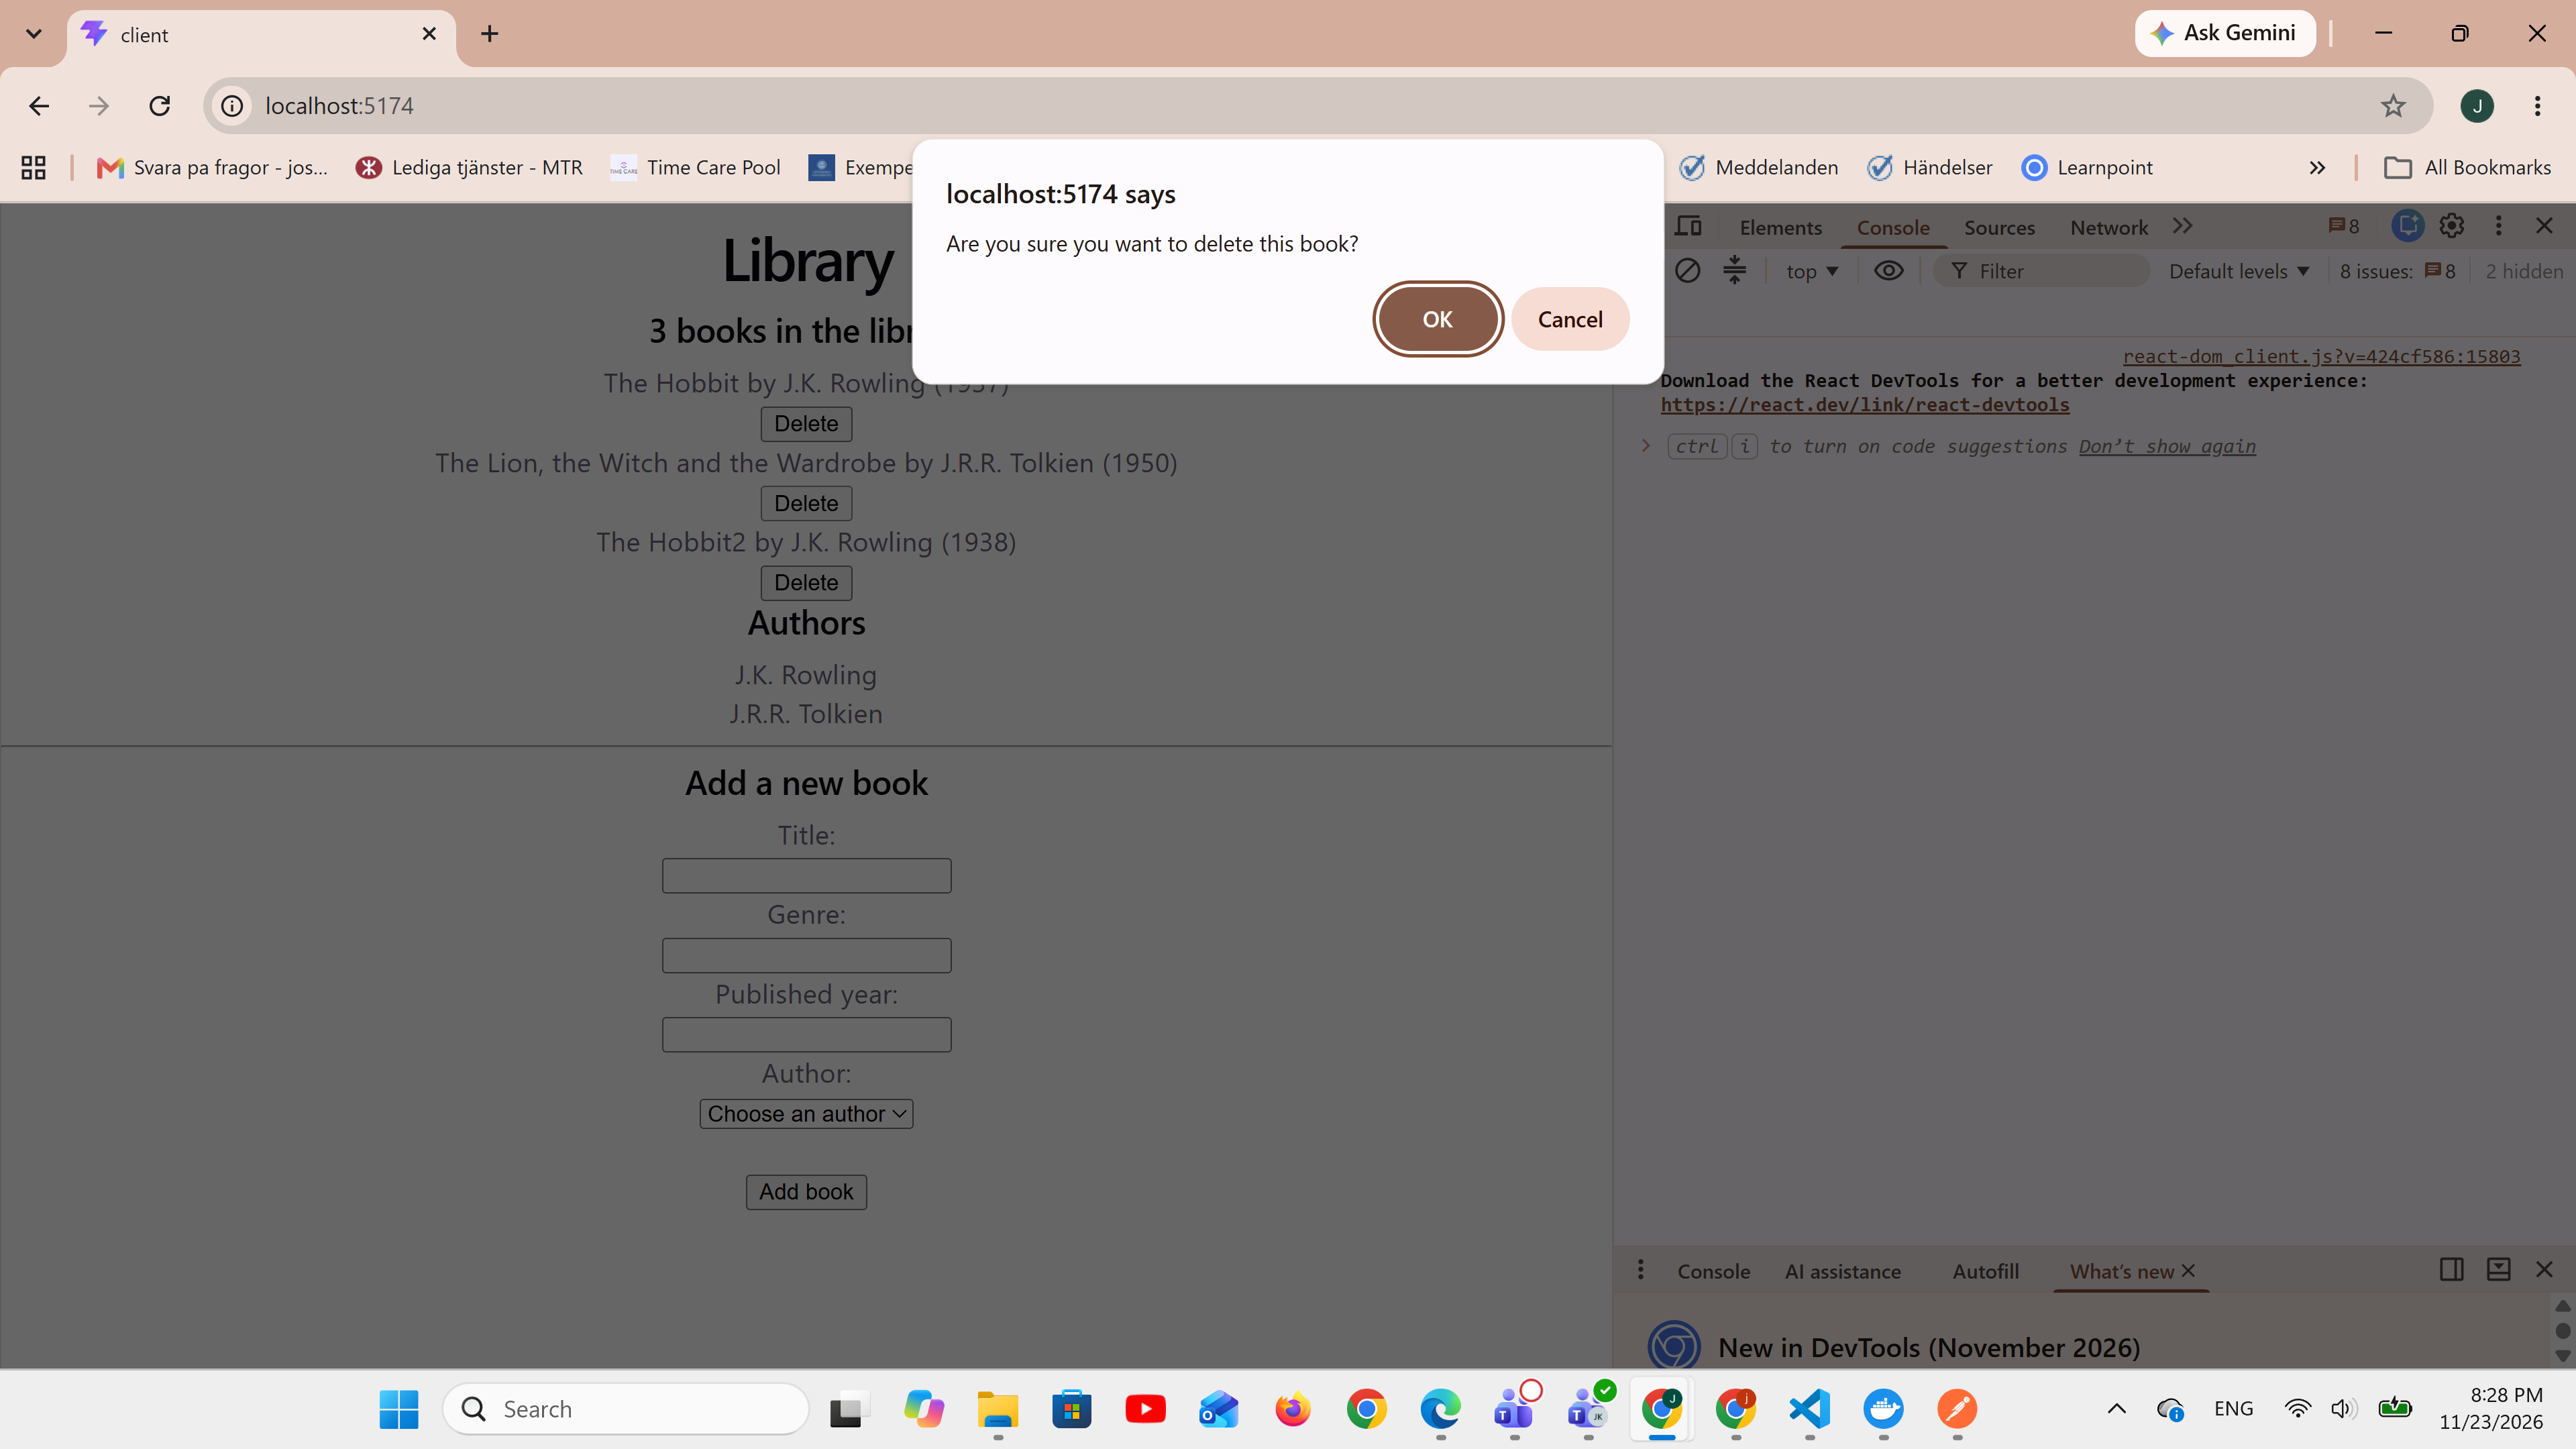 client
Ask Gemini
localhost:5174
J
Svara pa fragor - jos...
Lediga tjänster - MTR
TIME CARE
Time Care Pool
Exempe
Meddelanden
Händelser
Learnpoint
All Bookmarks
localhost:5174 says
Are you sure you want to delete this book?
OK
Cancel
Library
3 books in the libr
The Hobbit by J.K. Rowling (1937)
Delete
The Lion, the Witch and the Wardrobe by J.R.R. Tolkien (1950)
Delete
The Hobbit2 by J.K. Rowling (1938)
Delete
Authors
J.K. Rowling
J.R.R. Tolkien
Add a new book
Title:
Genre:
Published year:
Author:
Choose an author
Add book
Elements
Console
Sources
Network
8
top
Filter
Default levels
8 issues: 8
2 hidden
react-dom_client.js?v=424cf586:15803
Download the React DevTools for a better development experience:
https://react.dev/link/react-devtools
ctrl i to turn on code suggestions Don't show again
Console
AI assistance
Autofill
What's new
New in DevTools (November 2026)
Search
T
T
JK
J
j
ENG
8:28 PM
11/23/2026